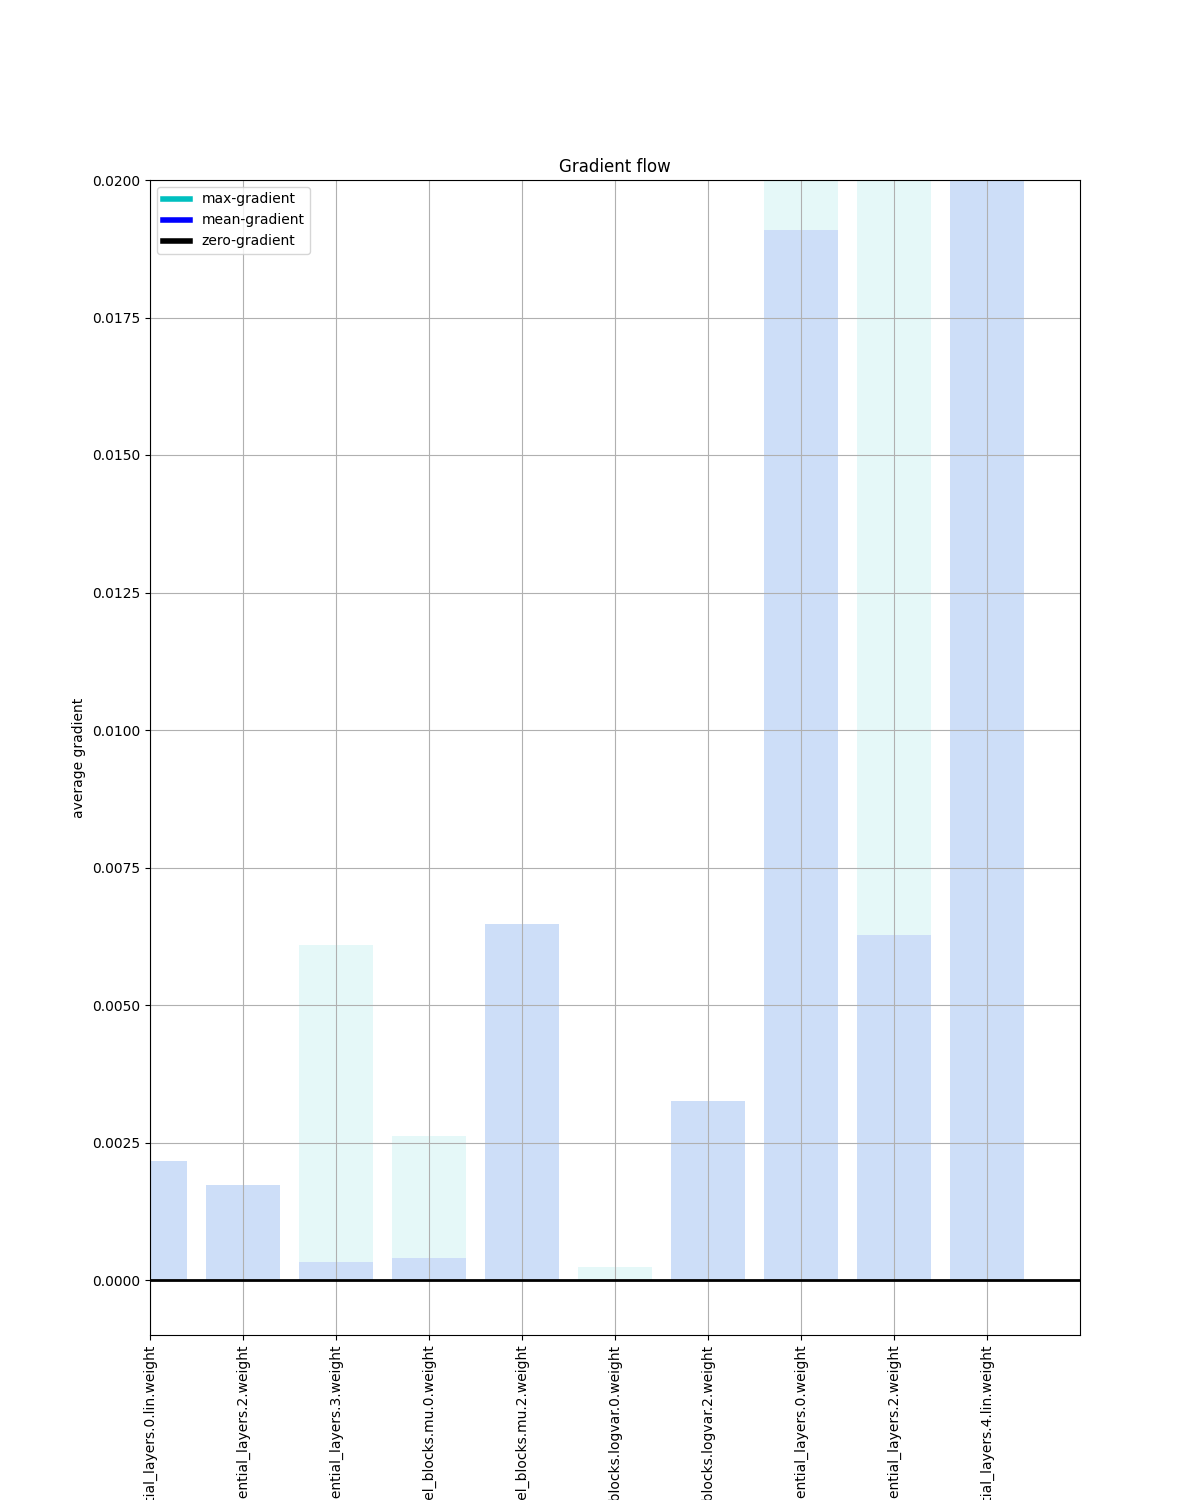 Gradient flow
max-gradient
mean-gradient
zero-gradient
0.0200
0.0175
0.0150
0.0125
0.0100
0.0075
0.0050
0.0025
0.0000
average gradient
tial_layers.0.lin.weight
ential_layers.2.weight
ential_layers.3.weight
el_blocks.mu.0.weight
el_blocks.mu.2.weight
blocks.logvar.0.weight
blocks.logvar.2.weight
ential_layers.0.weight
ential_layers.2.weight
tial_layers.4.lin.weight